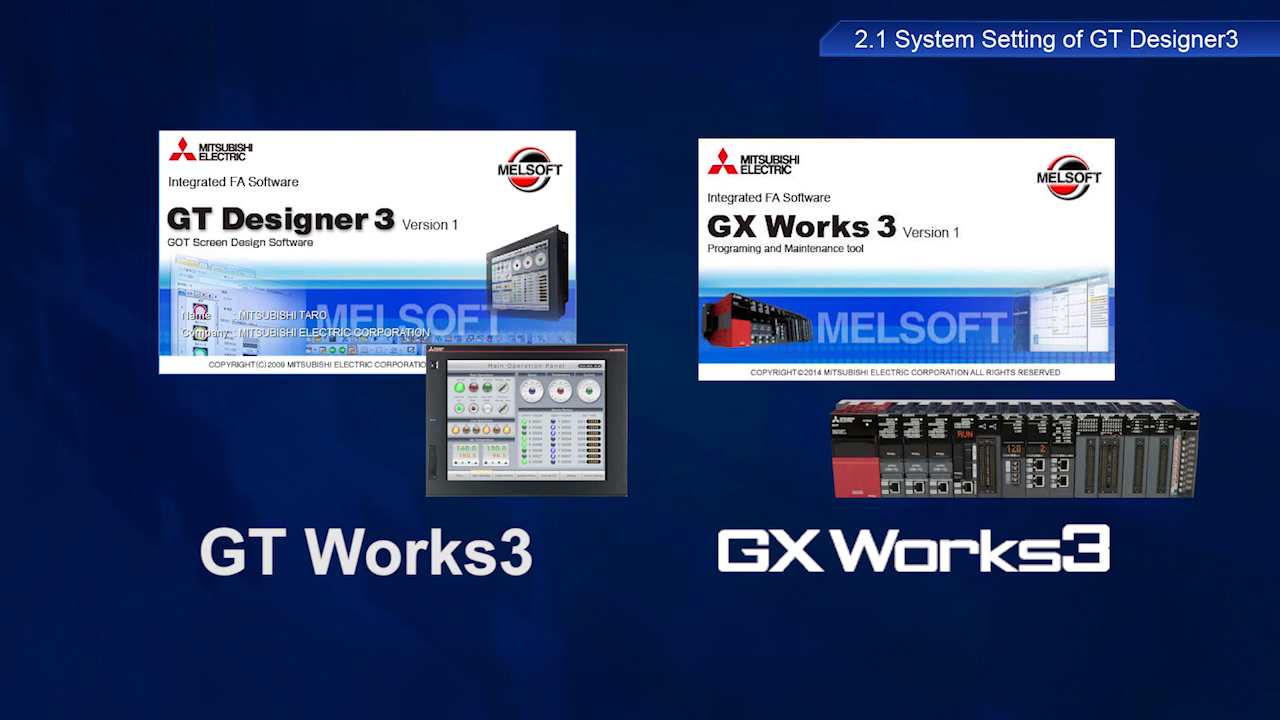 2.1 System Setting of GT Designer3
MITSUBISHI
ELECTRIC
MELSOFT
Integrated FA Software
GT Designer 3 Version 1
GOT Screen Design Software
MELSOFT
Name : MITSUBISHI TARO
Company : MITSUBISHI ELECTRIC CORPORATION
COPYRIGHT(C)2009 MITSUBISHI ELECTRIC CORPORATIO
Main Operation Panel
GT Works3
MITSUBISHI
ELECTRIC
MELSOFT
Integrated FA Software
GX Works 3 Version 1
Programing and Maintenance tool
MELSOFT
COPYRIGHT©2014 MITSUBISHI ELECTRIC CORPORATION ALL RIGHTS RESERVED
RUN
GX Works3